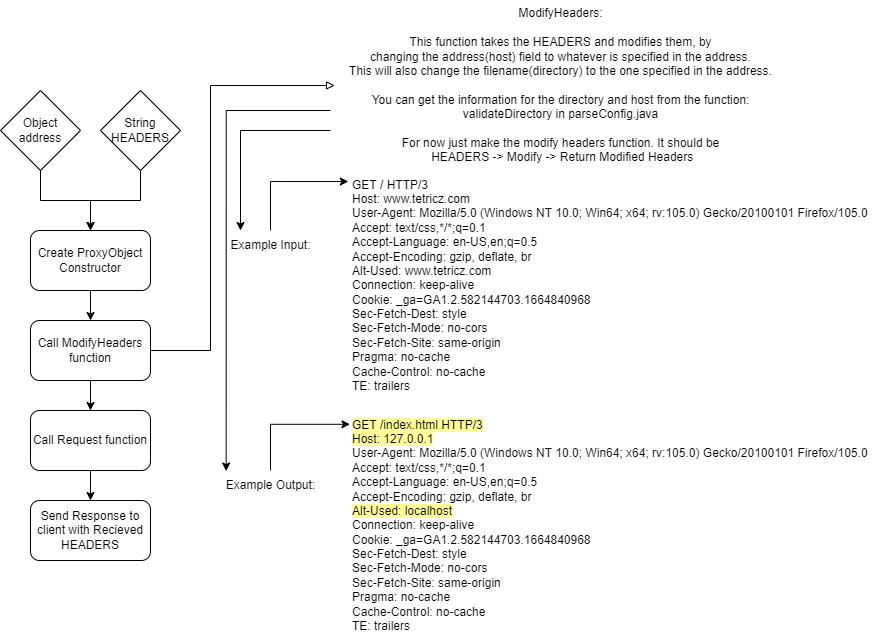 ModifyHeaders:
This function takes the HEADERS and modifies them, by
changing the address(host) field to whatever is specified in the address.
This will also change the filename(directory) to the one specified in the address.
You can get the information for the directory and host from the function:
validateDirectory in parseConfig.java
For now just make the modify headers function. It should be
HEADERS -> Modify -> Return Modified Headers
Object
address
String
HEADERS
Create ProxyObject
Constructor
Call ModifyHeaders
function
Call Request function
Send Response to
client with Recieved
HEADERS
Example Input:
GET / HTTP/3
Host: www.tetricz.com
User-Agent: Mozilla/5.0 (Windows NT 10.0; Win64; x64; rv:105.0) Gecko/20100101 Firefox/105.0
Accept: text/css,*/*;q=0.1
Accept-Language: en-US,en;q=0.5
Accept-Encoding: gzip, deflate, br
Alt-Used: www.tetricz.com
Connection: keep-alive
Cookie: _ga=GA1.2.582144703.1664840968
Sec-Fetch-Dest: style
Sec-Fetch-Mode: no-cors
Sec-Fetch-Site: same-origin
Pragma: no-cache
Cache-Control: no-cache
TE: trailers
Example Output:
GET /index.html HTTP/3
Host: 127.0.0.1
User-Agent: Mozilla/5.0 (Windows NT 10.0; Win64; x64; rv:105.0) Gecko/20100101 Firefox/105.0
Accept: text/css,*/*;q=0.1
Accept-Language: en-US,en;q=0.5
Accept-Encoding: gzip, deflate, br
Alt-Used: localhost
Connection: keep-alive
Cookie: _ga=GA1.2.582144703.1664840968
Sec-Fetch-Dest: style
Sec-Fetch-Mode: no-cors
Sec-Fetch-Site: same-origin
Pragma: no-cache
Cache-Control: no-cache
TE: trailers